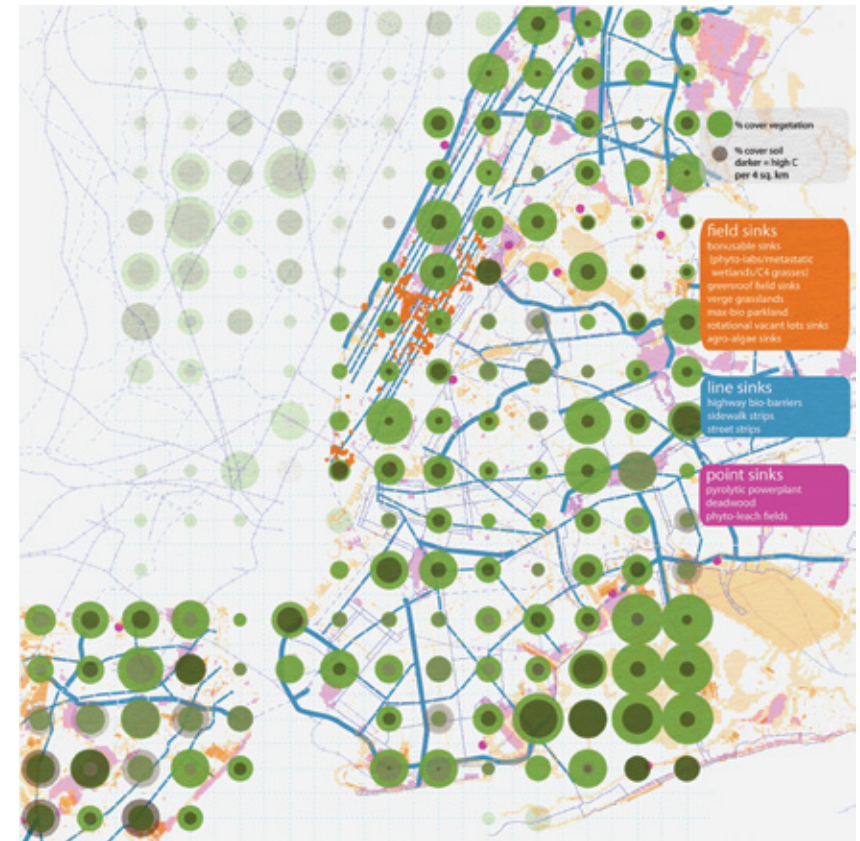 % cover vegetation
% cover soil
darker = high C
per 4 sq. km
field sinks
bonusable sinks
(phyto-labs/metastatic
wetlands/C4 grasses)
greenroof field sinks
verge grasslands
max-bio parkland
rotational vacant lots sinks
agro-algae sinks
line sinks
highway bio-barriers
sidewalk strips
street strips
point sinks
pyrolytic powerplant
deadwood
phyto-leach fields